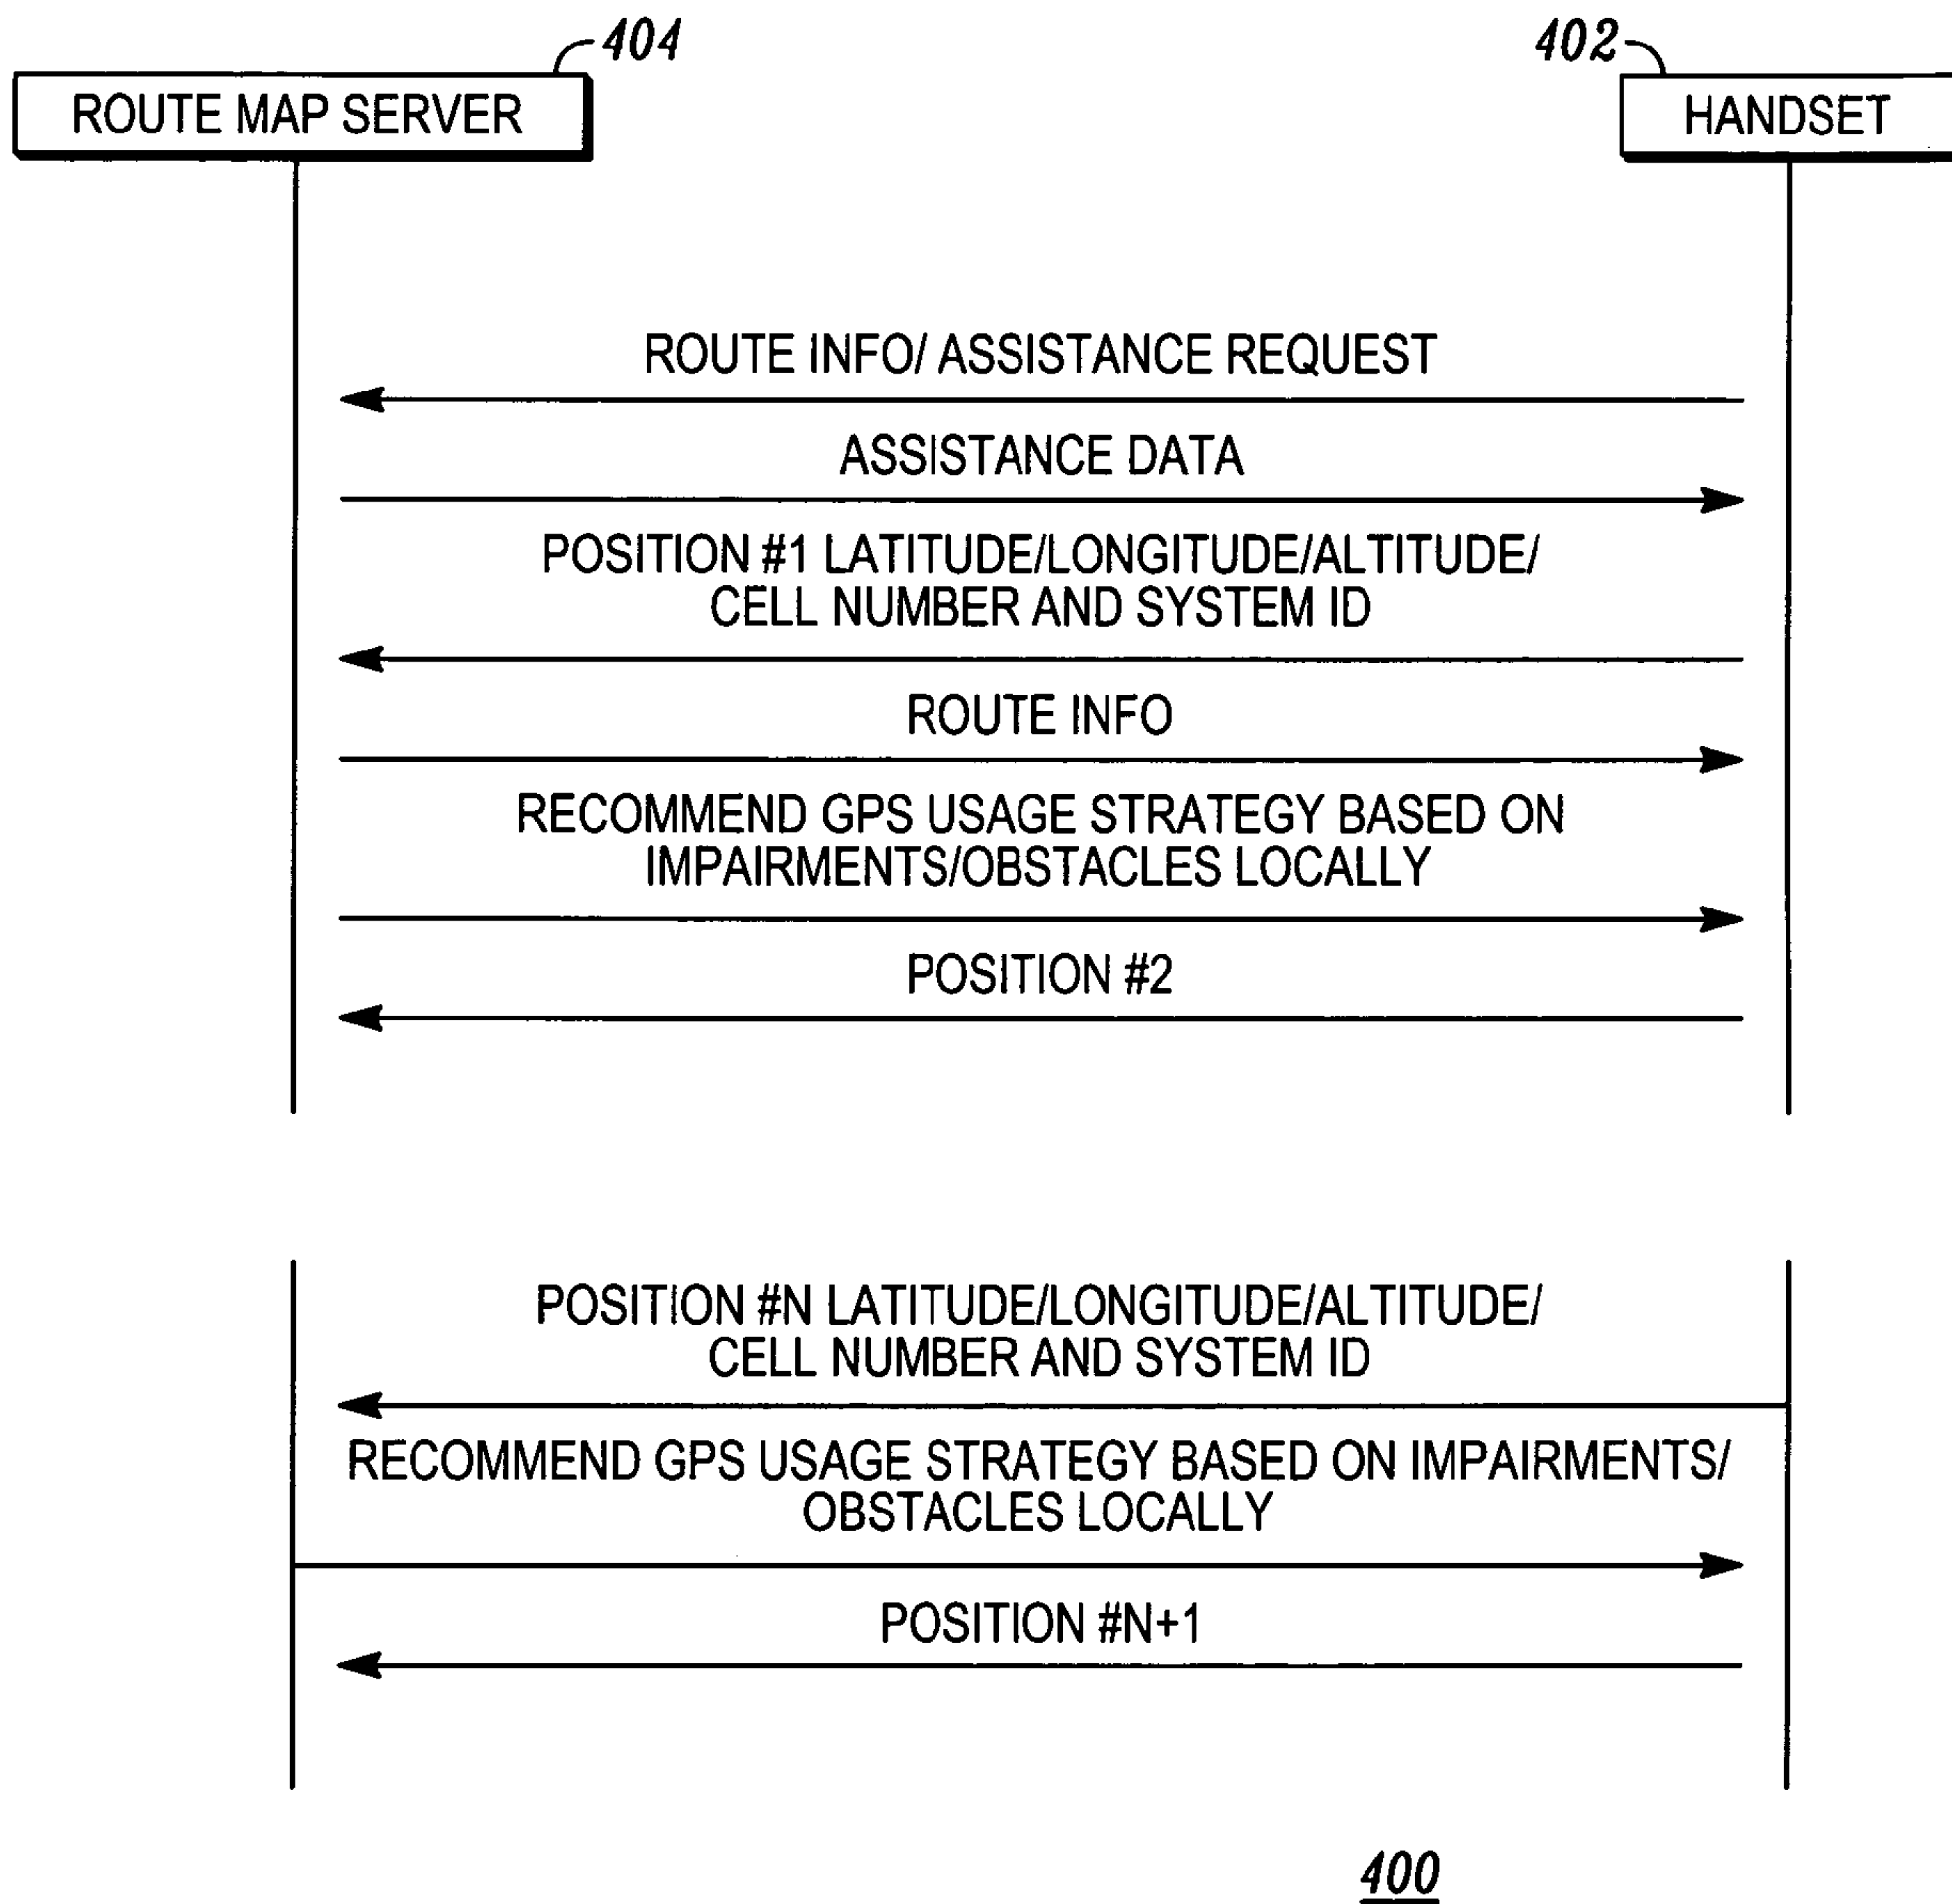 404
402
ROUTE MAP SERVER
HANDSET
ROUTE INFO/ ASSISTANCE REQUEST
ASSISTANCE DATA
POSITION #1 LATITUDE/LONGITUDE/ALTITUDE/
CELL NUMBER AND SYSTEM ID
ROUTE INFO
RECOMMEND GPS USAGE STRATEGY BASED ON
IMPAIRMENTS/OBSTACLES LOCALLY
POSITION #2
POSITION #N LATITUDE/LONGITUDE/ALTITUDE/
CELL NUMBER AND SYSTEM ID
RECOMMEND GPS USAGE STRATEGY BASED ON IMPAIRMENTS/
OBSTACLES LOCALLY
POSITION #N+1
400